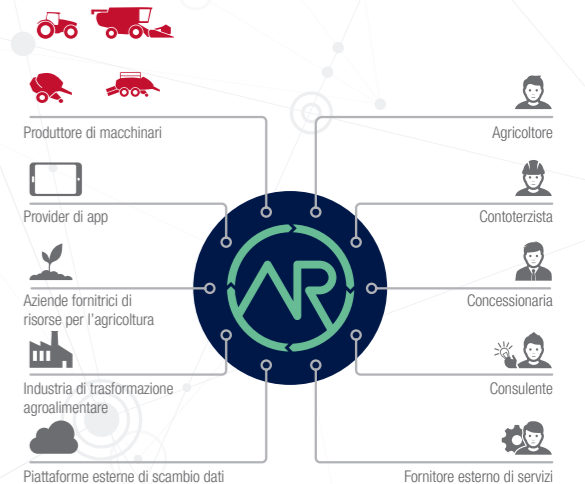 Produttore di macchinari
Agricoltore
Provider di app
Contoterzista
Aziende fornitrici di
risorse per l'agricoltura
Concessionaria
Industria di trasformazione
agroalimentare
Consulente
Piattaforme esterne di scambio dati
Fornitore esterno di servizi
AR